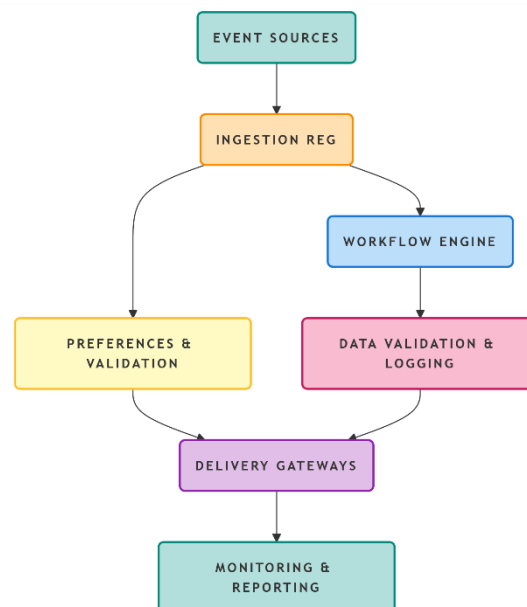 EVENT SOURCES
INGESTION REG
WORKFLOW ENGINE
PREFERENCES &
VALIDATION
DATA VALIDATION &
LOGGING
DELIVERY GATEWAYS
MONITORING &
REPORTING